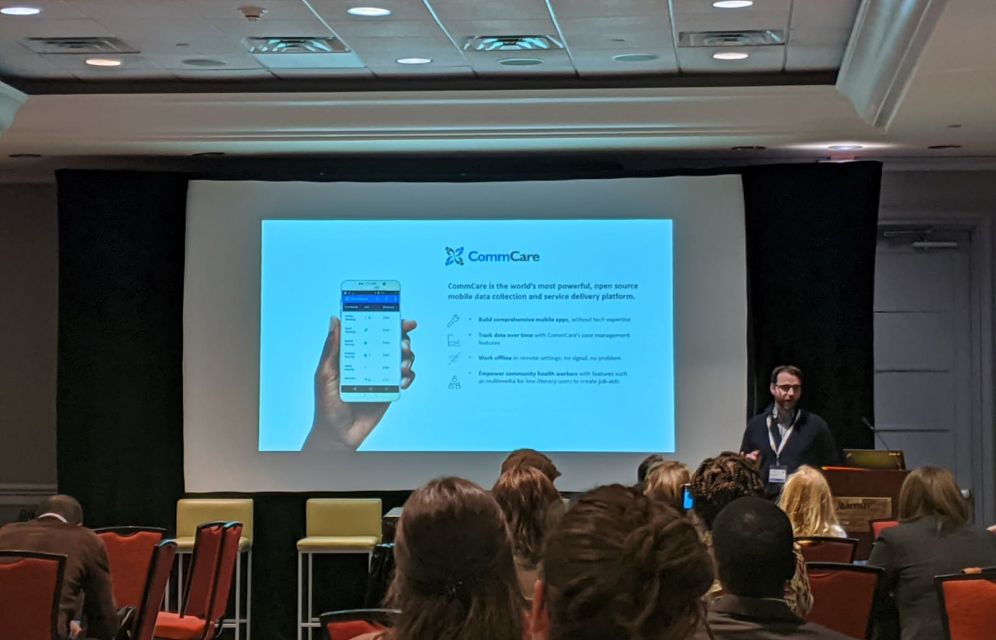 CommCare
CommCare is the world's most powerful, open source
mobile data collection and service delivery platform.
• Build comprehensive mobile apps, without tech expertise
• Track data over time with CommCare's case management
features
• Work offline in remote settings; no signal, no problem
• Empower community health workers with features such
as multimedia for low-literacy users to create job-aids
Marriott